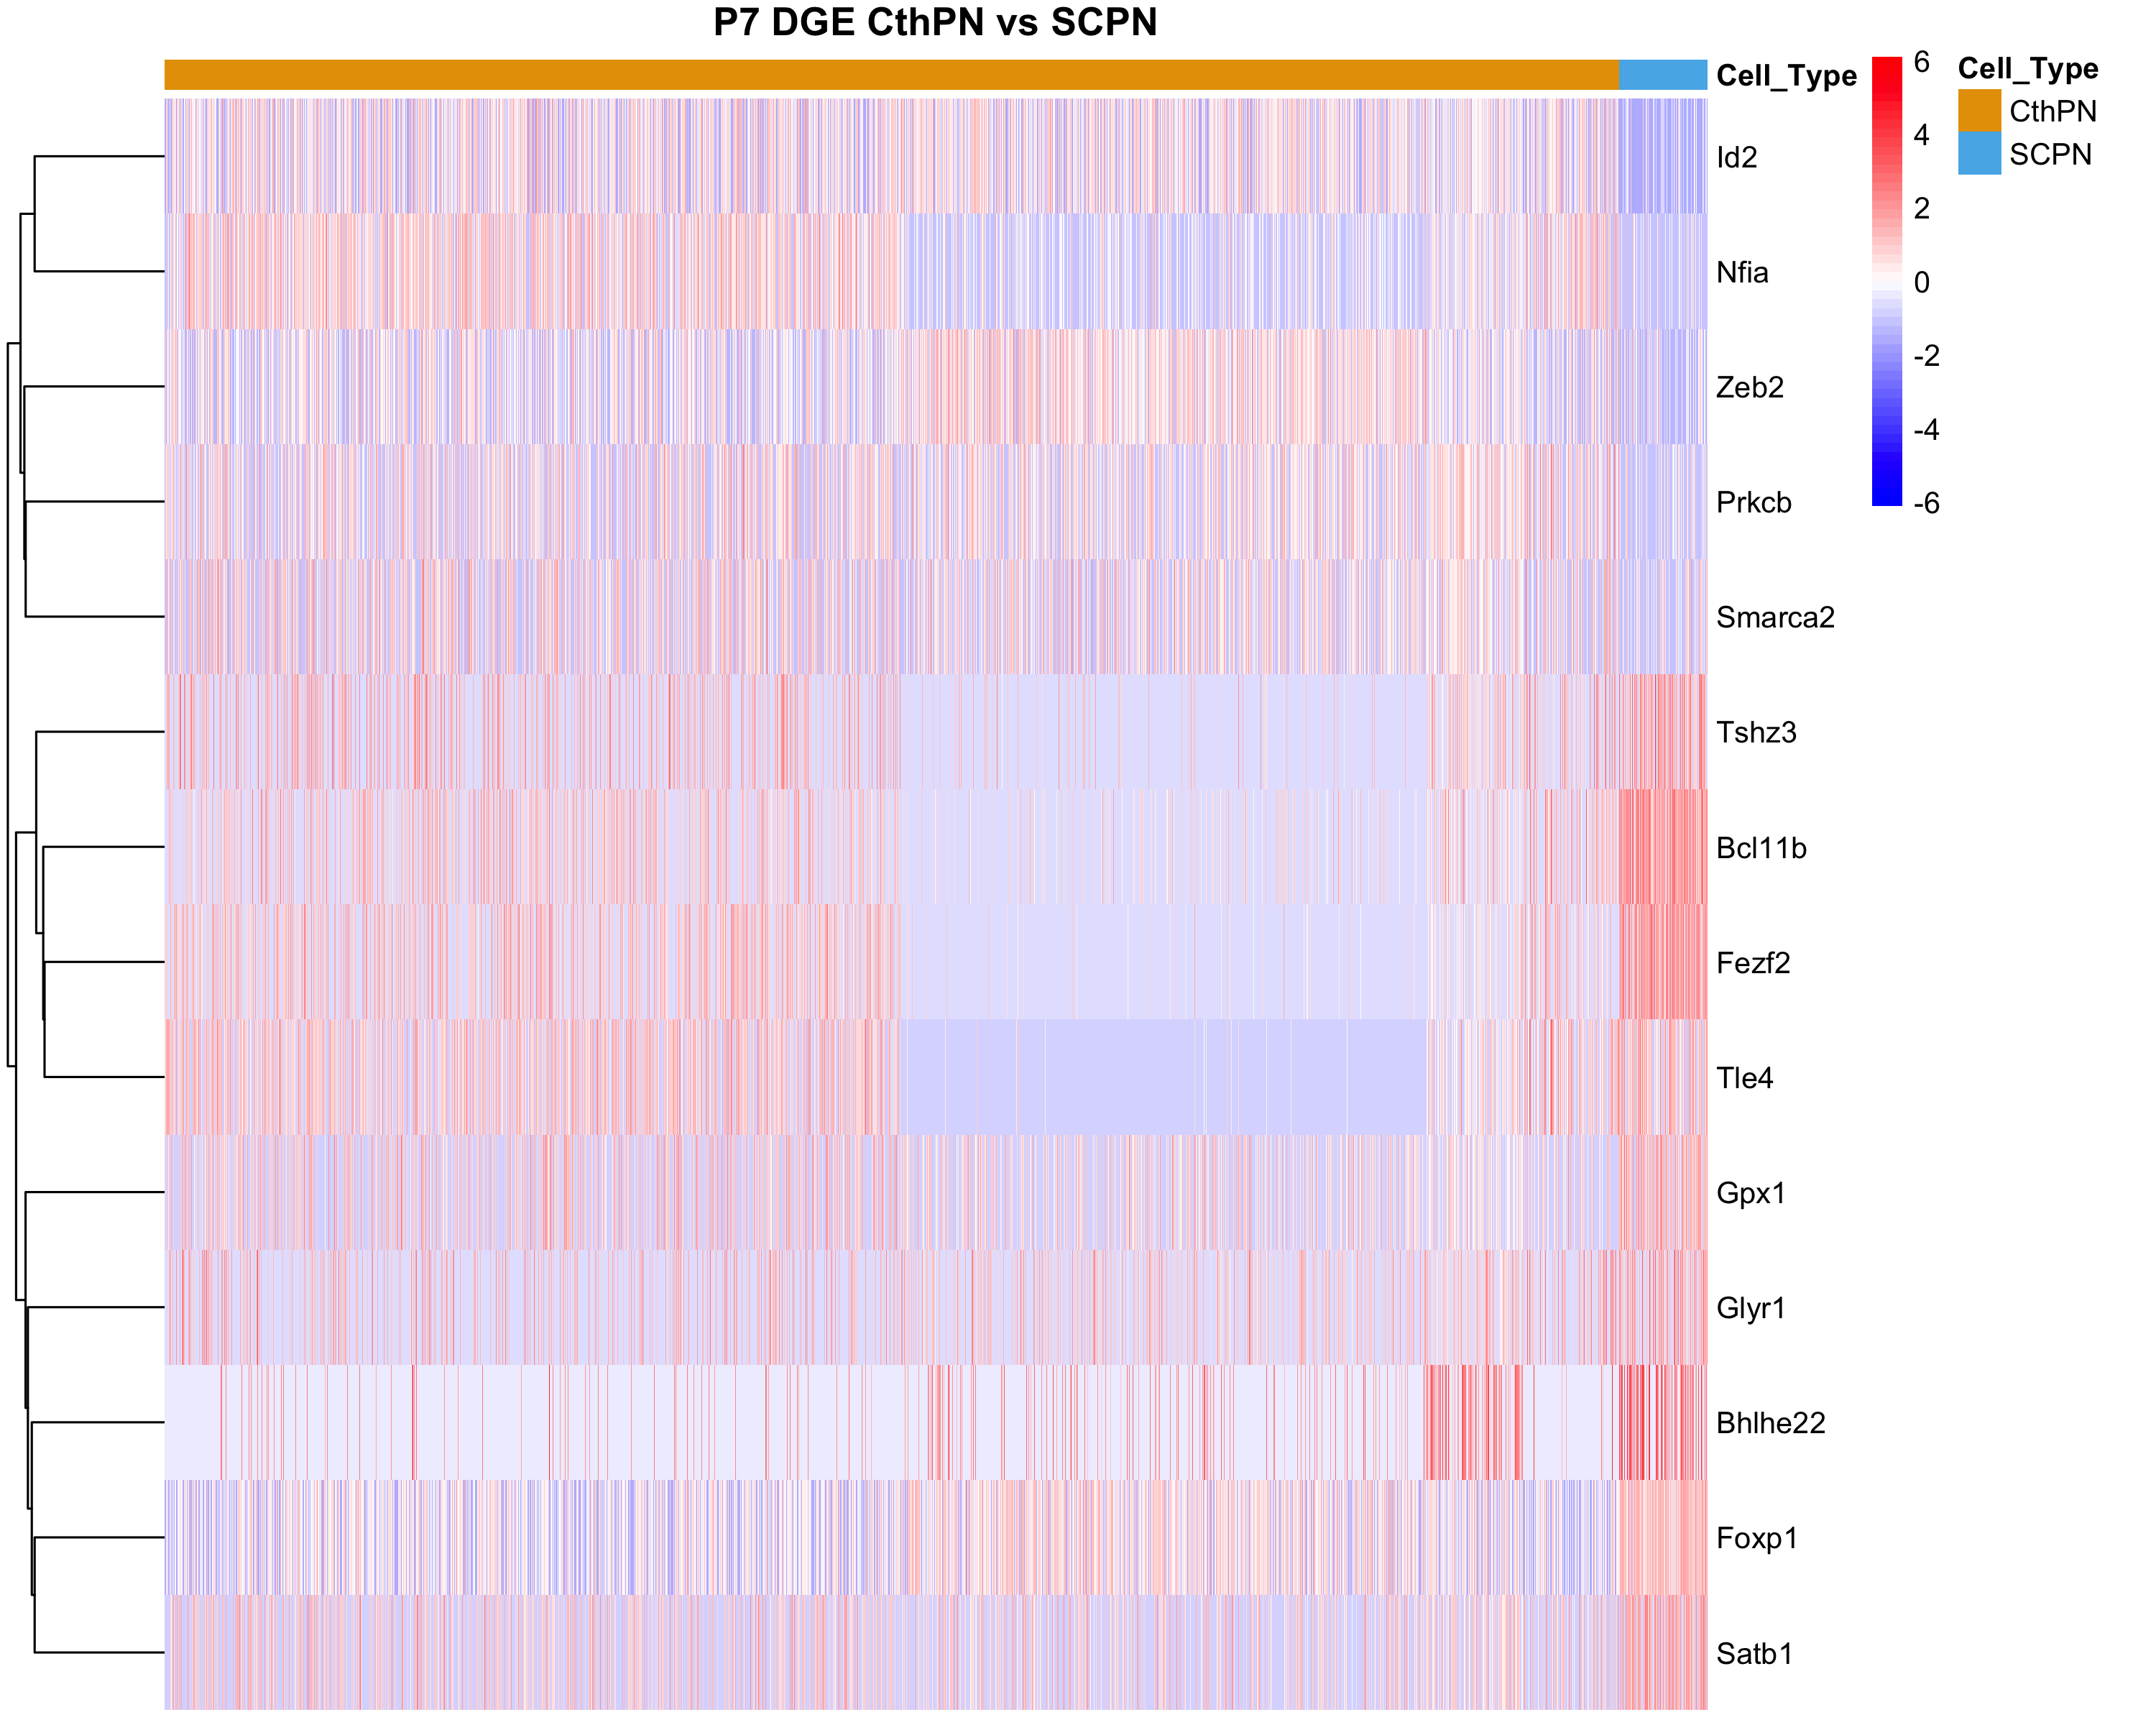 P7 DGE CthPN vs SCPN
Cell_Type
Id2
Nfia
Zeb2
Prkcb
Smarca2
Tshz3
Bcl11b
Fezf2
Tle4
Gpx1
Glyr1
Bhlhe22
Foxp1
Satb1
6
4
2
0
-2
-4
-6
Cell_Type
CthPN
SCPN